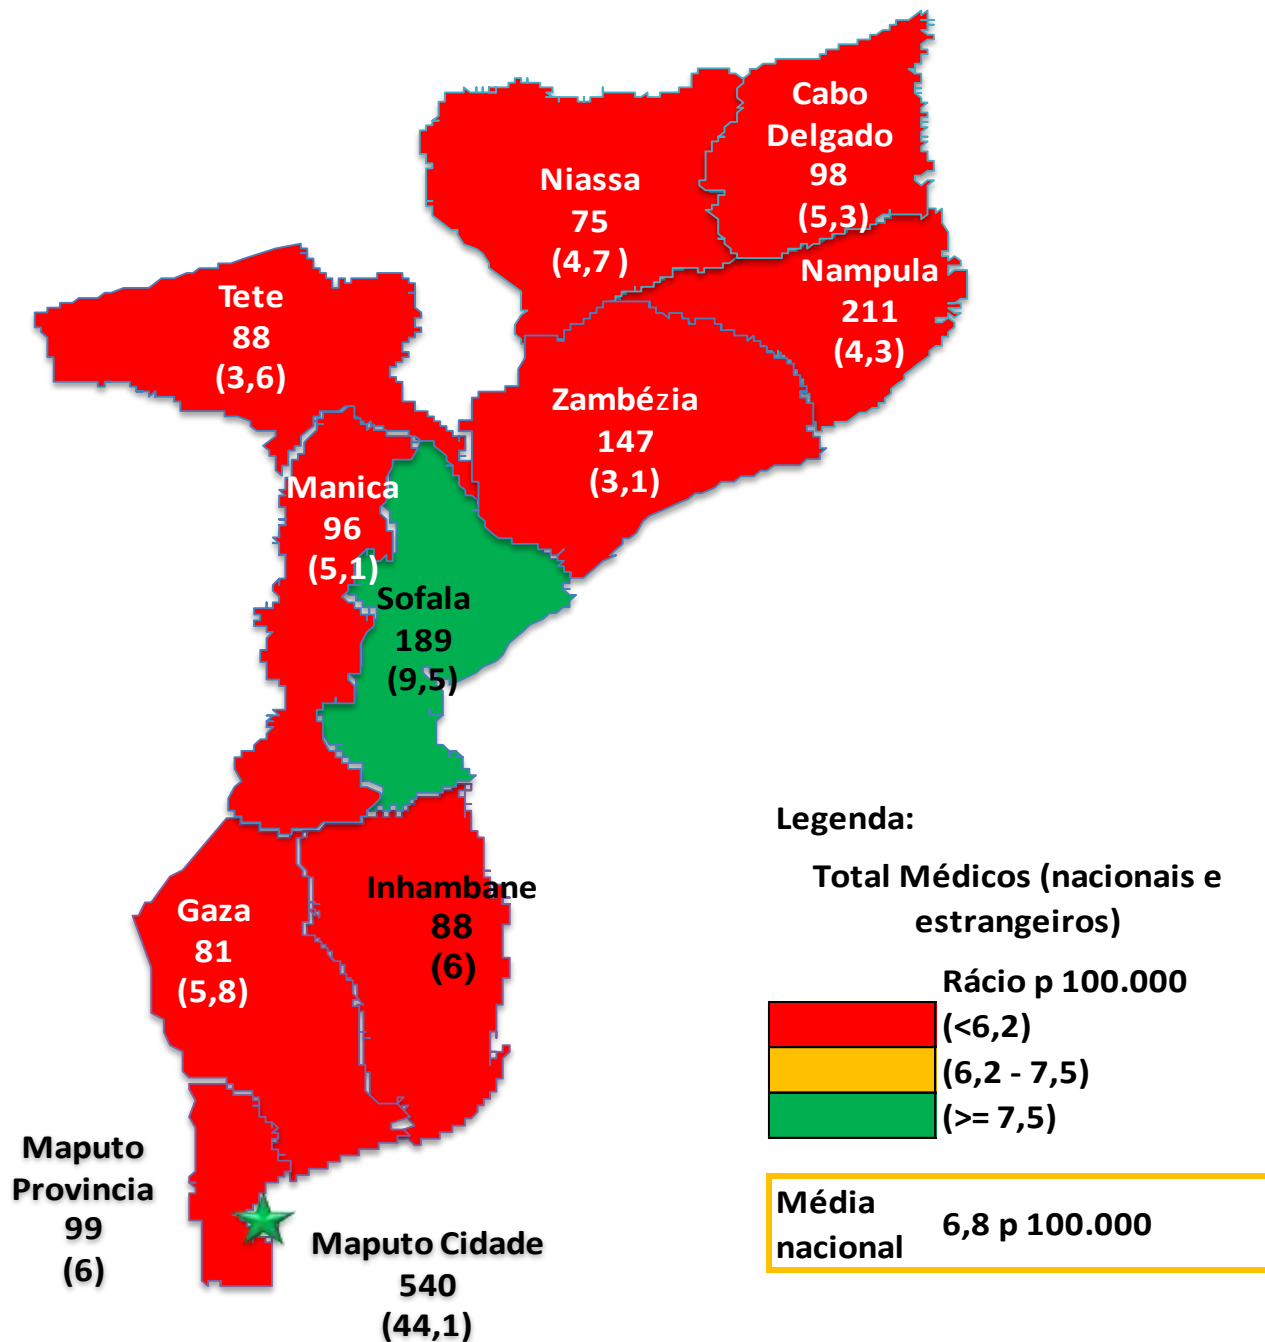 Cabo
Delgado
98
(5,3)
Niassa
75
(4,7 )
Nampula
211
(4,3)
Tete
88
(3,6)
Zambézia
147
(3,1)
Manica
96
(5,1)
Sofala
189
(9,5)
Inhambane
88
(6)
Gaza
81
(5,8)
Maputo
Provincia
99
(6)
Maputo Cidade
540
(44,1)
Legenda:
Total Médicos (nacionais e
estrangeiros)
Rácio p 100.000
(<6,2)
(6,2 - 7,5)
(>= 7,5)
Média
nacional
6,8 p 100.000